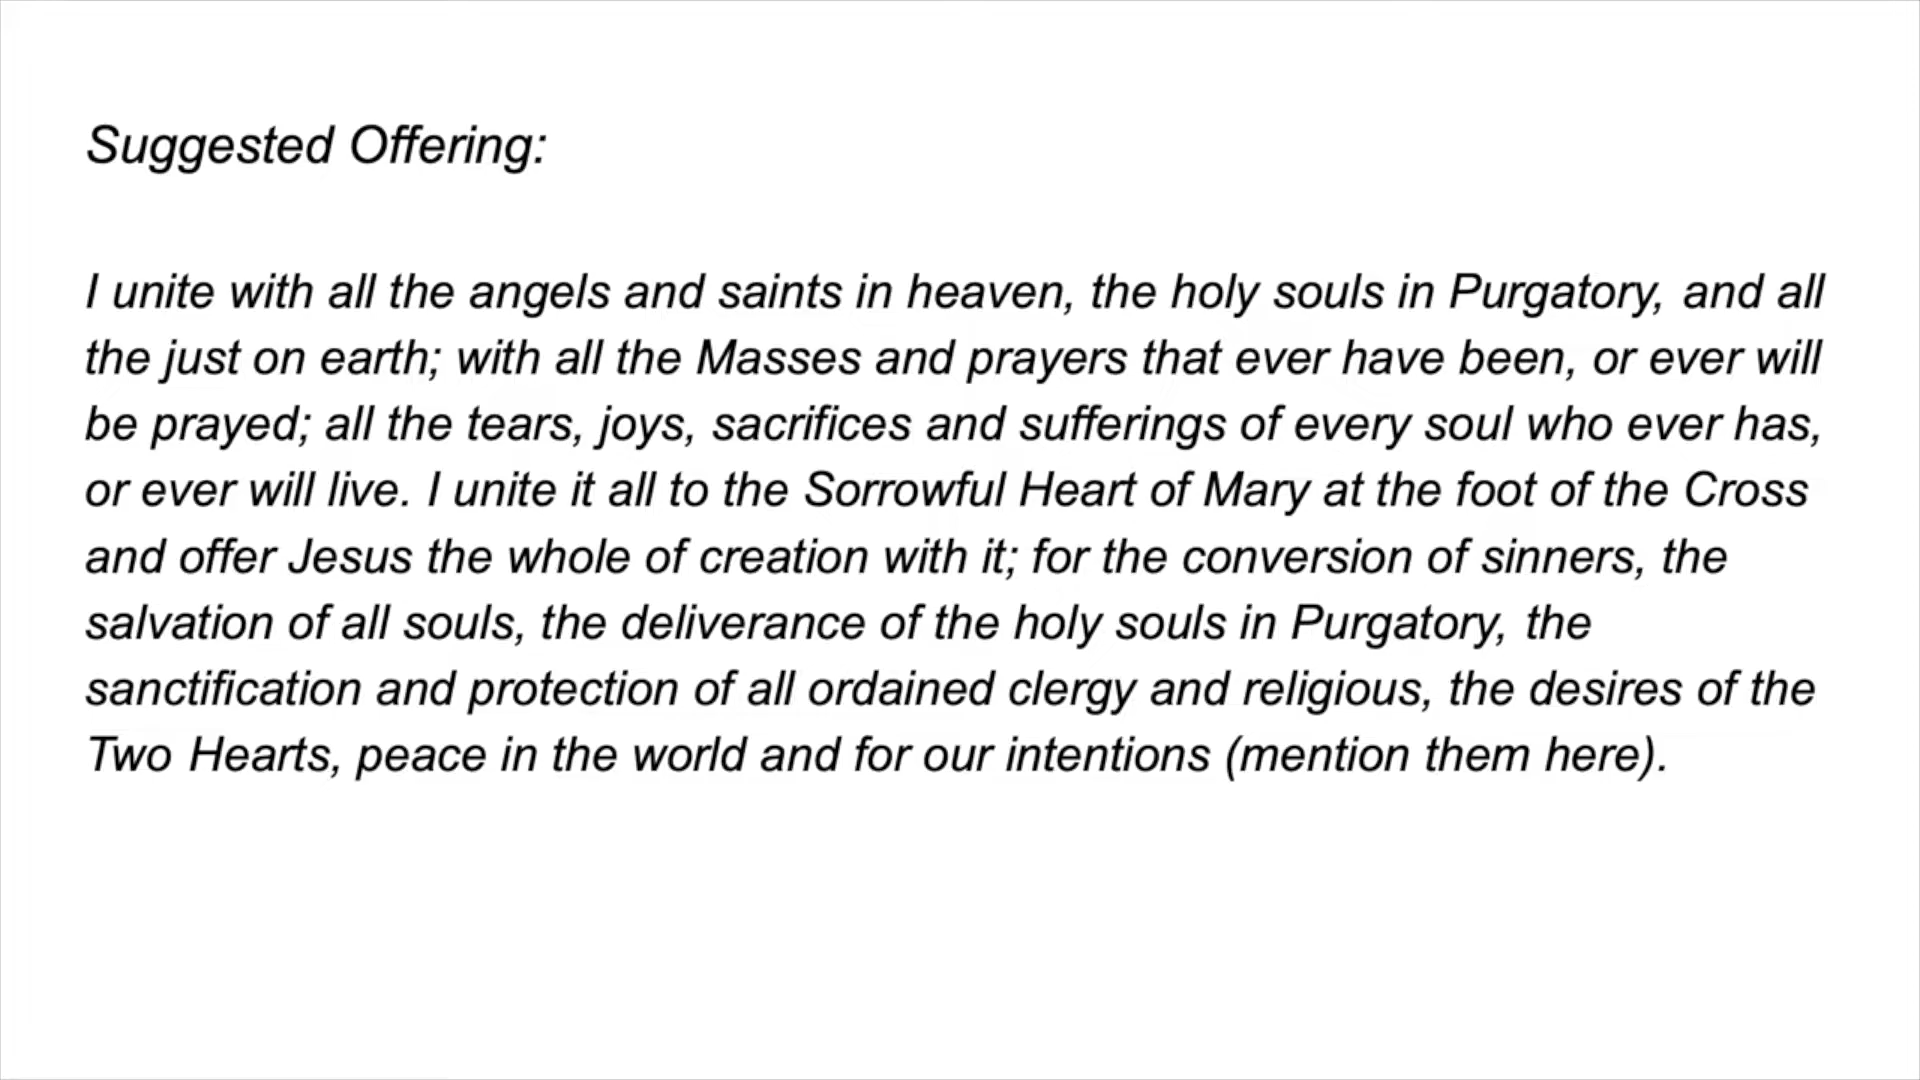 Suggested Offering:
I unite with all the angels and saints in heaven, the holy souls in Purgatory, and all
the just on earth; with all the Masses and prayers that ever have been, or ever will
be prayed; all the tears, joys, sacrifices and sufferings of every soul who ever has,
or ever will live. I unite it all to the Sorrowful Heart of Mary at the foot of the Cross
and offer Jesus the whole of creation with it; for the conversion of sinners, the
salvation of all souls, the deliverance of the holy souls in Purgatory, the
sanctification and protection of all ordained clergy and religious, the desires of the
Two Hearts, peace in the world and for our intentions (mention them here).